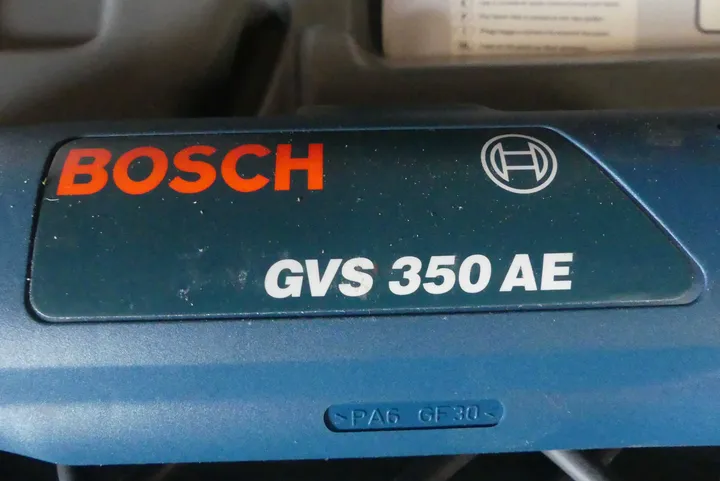 BOSCH
GVS 350 AE
>PA6 GF30<